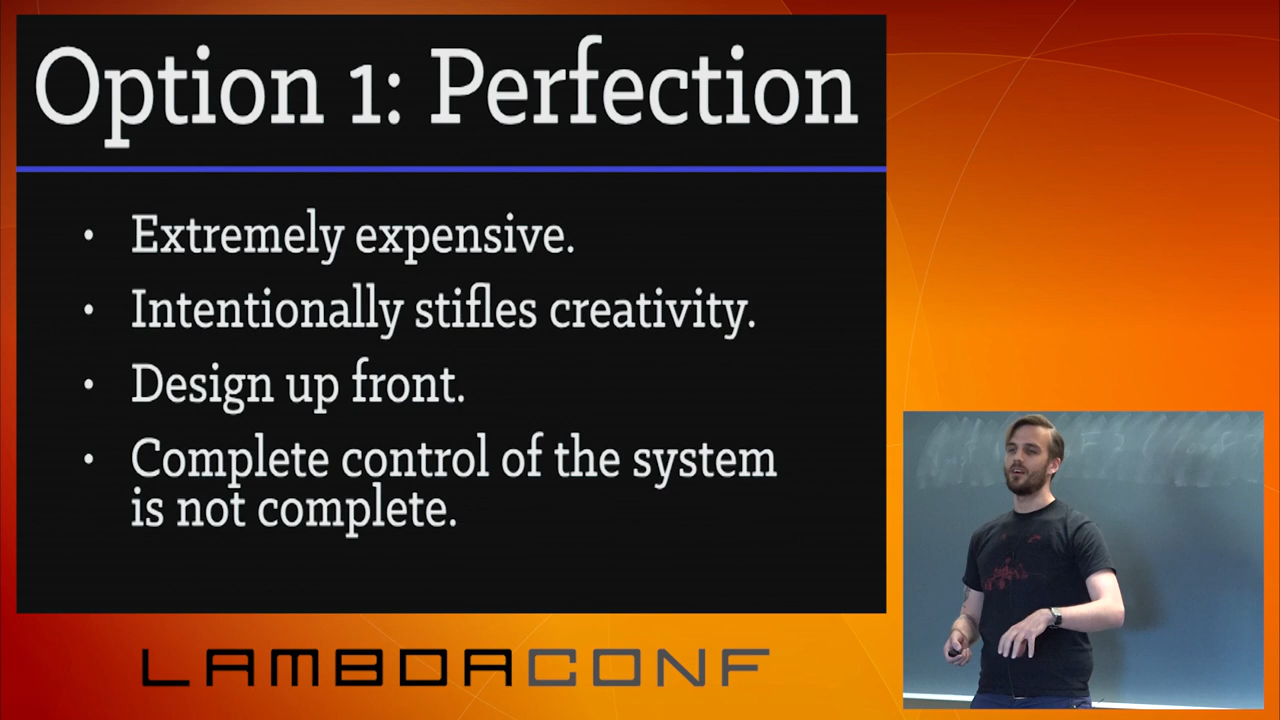 Option 1: Perfection
• Extremely expensive.
• Intentionally stifles creativity.
• Design up front.
• Complete control of the system
is not complete.
LAMBDACONF